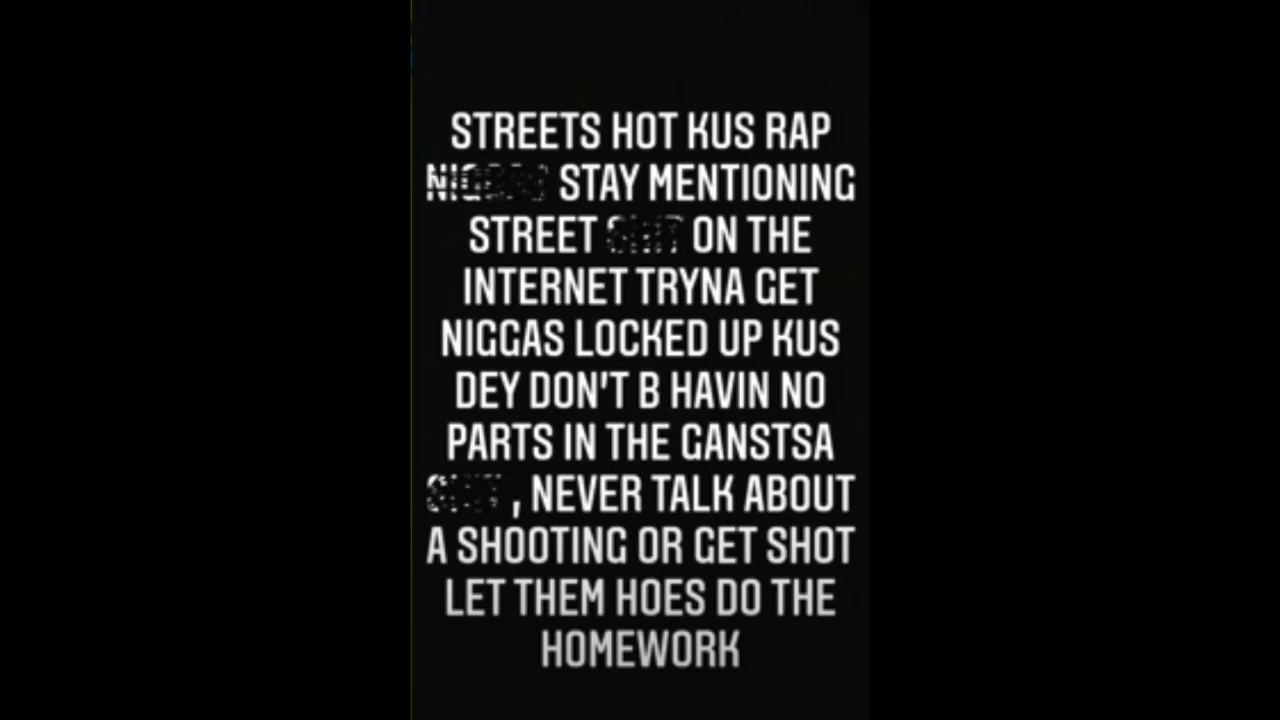 STREETS HOT KUS RAP
STAY MENTIONING
STREET ON THE
INTERNET TRYNA GET
NIGGAS LOCKED UP KUS
DEY DON'T B HAVIN NO
PARTS IN THE GANSTSA
, NEVER TALK ABOUT
A SHOOTING OR GET SHOT
LET THEM HOES DO THE
HOMEWORK